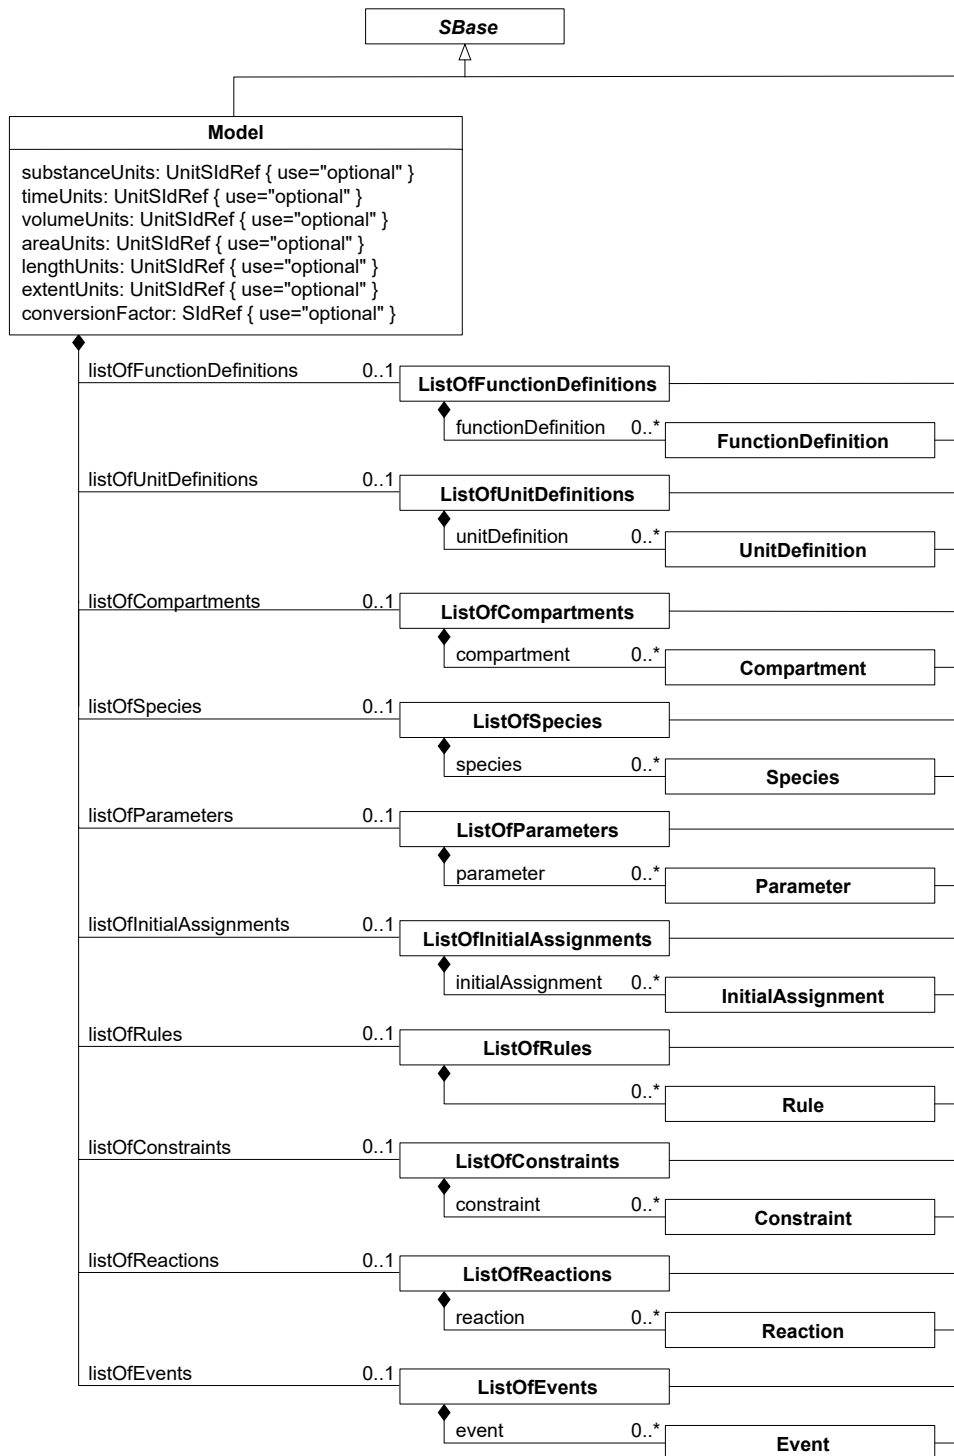 SBase
Model
substanceUnits: UnitSIdRef { use="optional" }
timeUnits: UnitSIdRef { use="optional" }
volumeUnits: UnitSIdRef { use="optional" }
areaUnits: UnitSIdRef { use="optional" }
lengthUnits: UnitSIdRef { use="optional" }
extentUnits: UnitSIdRef { use="optional" }
conversionFactor: SIdRef { use="optional" }
listOfFunctionDefinitions 0..1 ListOfFunctionDefinitions
functionDefinition 0..* FunctionDefinition
listOfUnitDefinitions 0..1 ListOfUnitDefinitions
unitDefinition 0..* UnitDefinition
listOfCompartments 0..1 ListOfCompartments
compartment 0..* Compartment
listOfSpecies 0..1 ListOfSpecies
species 0..* Species
listOfParameters 0..1 ListOfParameters
parameter 0..* Parameter
listOfInitialAssignments 0..1 ListOfInitialAssignments
initialAssignment 0..* InitialAssignment
listOfRules 0..1 ListOfRules
0..* Rule
listOfConstraints 0..1 ListOfConstraints
constraint 0..* Constraint
listOfReactions 0..1 ListOfReactions
reaction 0..* Reaction
listOfEvents 0..1 ListOfEvents
event 0..* Event